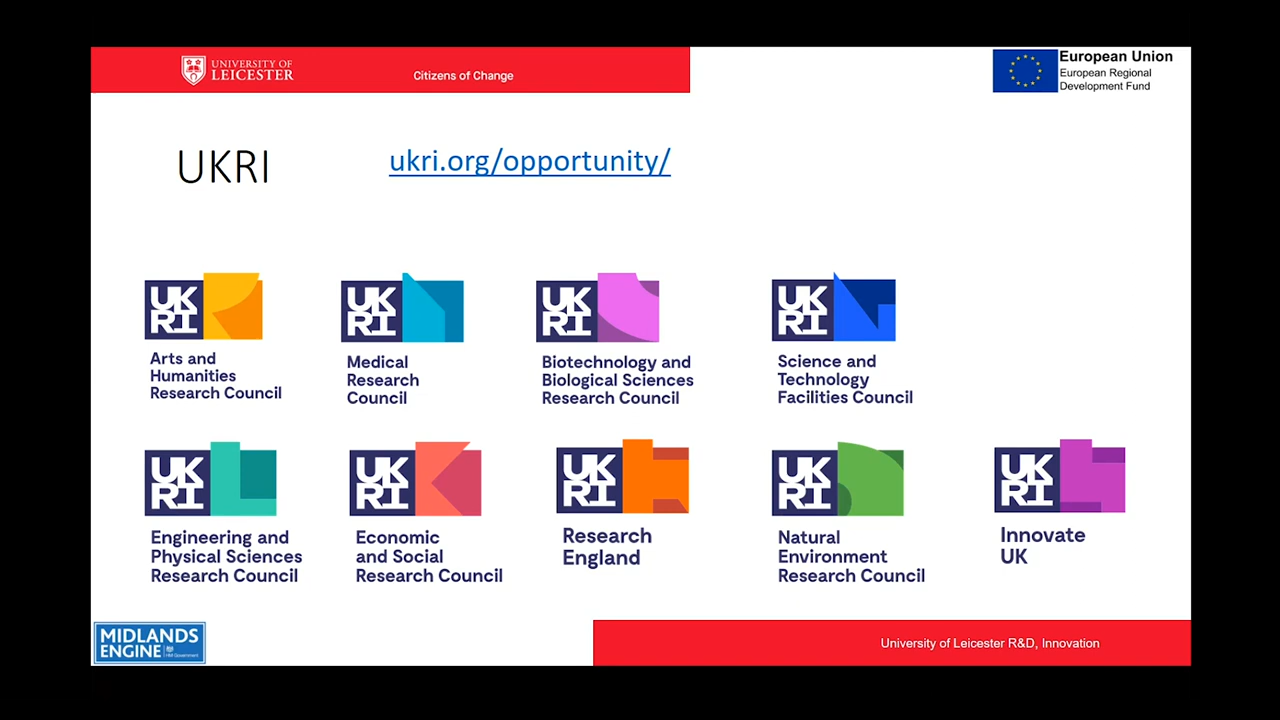 UNIVERSITY OF
LEICESTER
Citizens of Change
European Union
European Regional
Development Fund
UKRI
ukri.org/opportunity/
UK
RI
Arts and
Humanities
Research Council
UK
RI
Medical
Research
Council
UK
RI
Biotechnology and
Biological Sciences
Research Council
UK
RI
Science and
Technology
Facilities Council
UK
RI
Engineering and
Physical Sciences
Research Council
UK
RI
Economic
and Social
Research Council
UK
RI
Research
England
UK
RI
Natural
Environment
Research Council
UK
RI
Innovate
UK
MIDLANDS
ENGINE
HM Government
University of Leicester R&D, Innovation